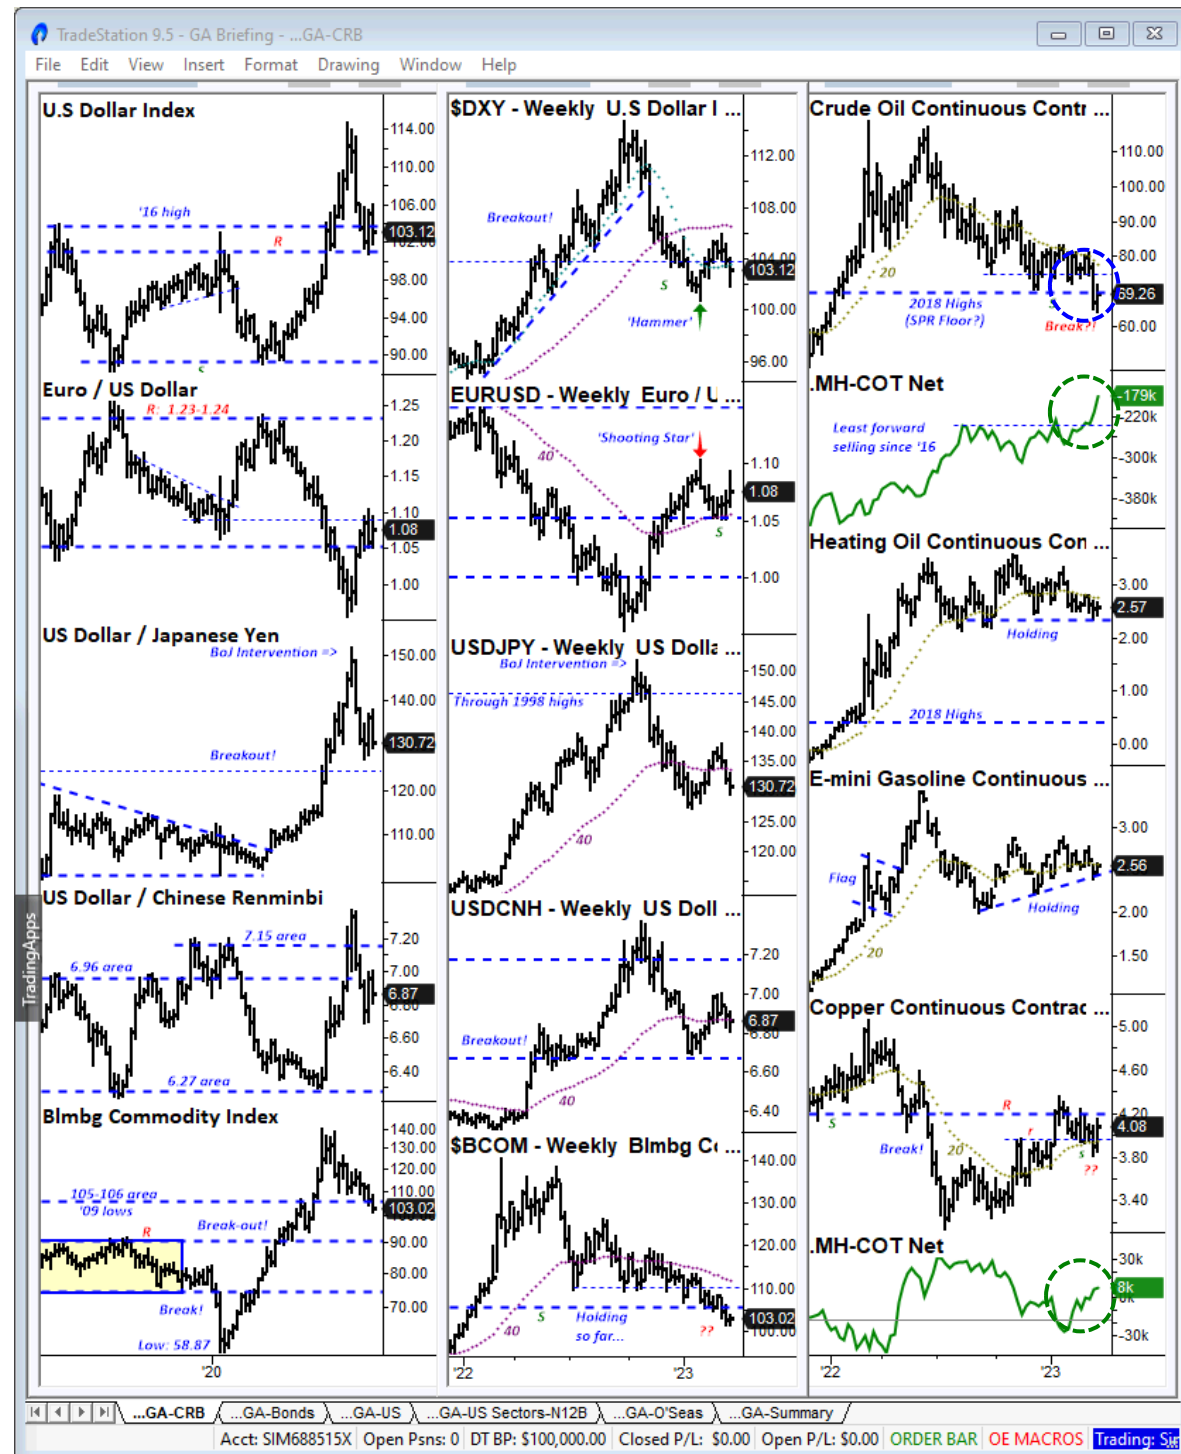 TradeStation 9.5 - GA Briefing - ...GA-CRB
File Edit View Insert Format Drawing Window Help
U.S Dollar Index
114.00
110.00
106.00
'16 high
R
103.12
102.00
98.00
94.00
90.00
s
Euro / US Dollar
R: 1.23-1.24
1.25
1.20
1.15
1.10
1.08
1.05
1.00
US Dollar / Japanese Yen
BoJ Intervention =>
150.00
140.00
130.72
Breakout!
120.00
110.00
US Dollar / Chinese Renminbi
7.15 area
7.20
6.96 area
7.00
6.87
6.80
6.60
6.40
6.27 area
Blmbg Commodity Index
140.00
130.00
120.00
110.00
105-106 area
'09 lows
103.02
R
Break-out!
90.00
80.00
70.00
Break!
Low: 58.87
'20
$DXY - Weekly U.S Dollar I ...
112.00
108.00
Breakout!
104.00
103.12
S
100.00
'Hammer'
96.00
EURUSD - Weekly Euro / U ...
'Shooting Star'
40
1.10
1.08
1.05
S
1.00
USDJPY - Weekly US Dolla ...
BoJ Intervention =>
150.00
Through 1998 highs
145.00
140.00
135.00
130.72
125.00
40
120.00
USDCNH - Weekly US Doll ...
7.20
7.00
6.87
6.80
Breakout!
6.60
40
6.40
$BCOM - Weekly Blmbg Co ...
140.00
130.00
120.00
110.00
103.02
100.00
40
S
Holding
so far...
??
'22
'23
Crude Oil Continuous Contr ...
110.00
100.00
90.00
80.00
20
69.26
2018 Highs
(SPR Floor?)
Break?!
60.00
.MH-COT Net
-179k
-220k
Least forward
selling since '16
-300k
-380k
Heating Oil Continuous Con ...
3.00
2.57
Holding
2.00
1.00
2018 Highs
0.00
E-mini Gasoline Continuous ...
3.00
2.56
Flag
Holding
2.00
20
1.50
Copper Continuous Contrac ...
5.00
4.60
4.20
R
S
4.08
r
Break!
20
s
3.80
??
3.40
.MH-COT Net
30k
8k
0k
-30k
'22
'23
...GA-CRB ...GA-Bonds ...GA-US ...GA-US Sectors-N12B ...GA-O'Seas ...GA-Summary
Acct: SIM688515X Open Psns: 0 DT BP: $100,000.00 Closed P/L: $0.00 Open P/L: $0.00 ORDER BAR OE MACROS Trading:
TradingApps